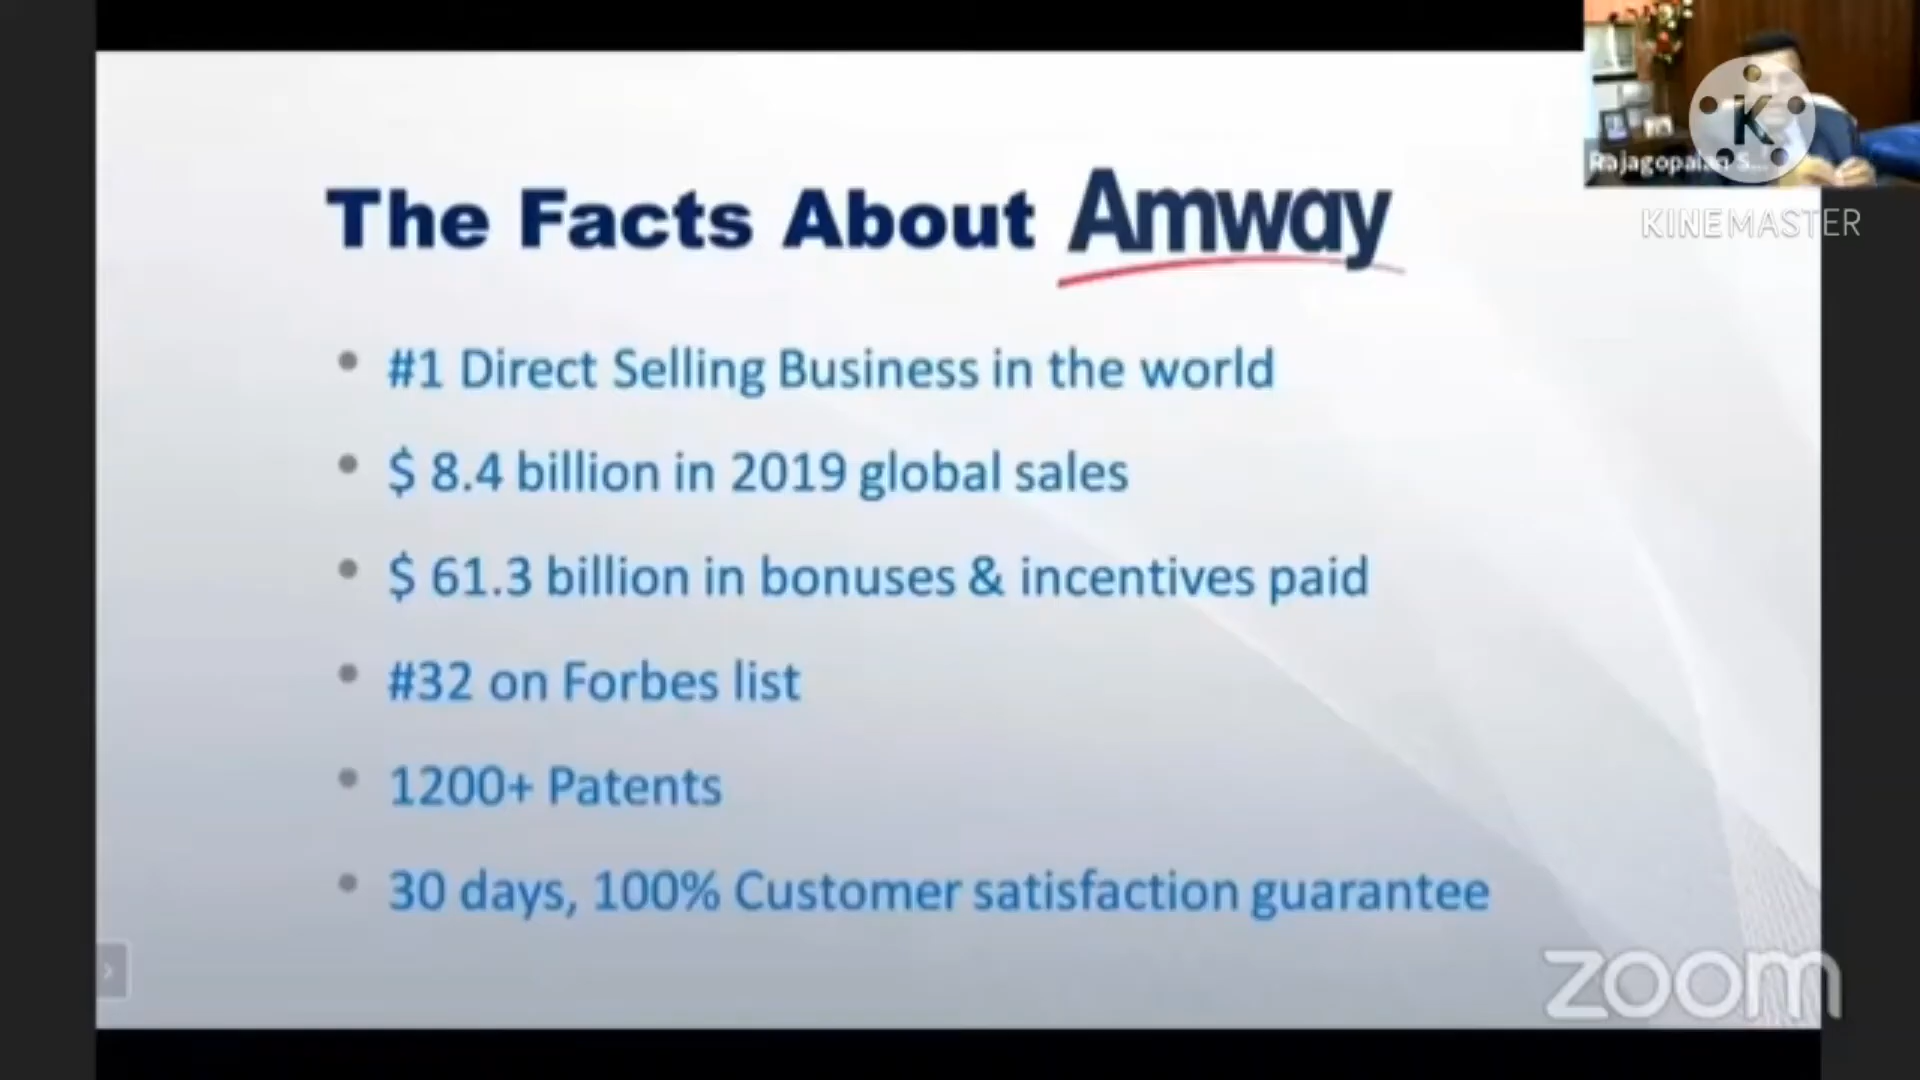 K
Rajagopalan S...
KINEMASTER
The Facts About Amway
#1 Direct Selling Business in the world
$ 8.4 billion in 2019 global sales
$ 61.3 billion in bonuses & incentives paid
#32 on Forbes list
1200+ Patents
30 days, 100% Customer satisfaction guarantee
zoom